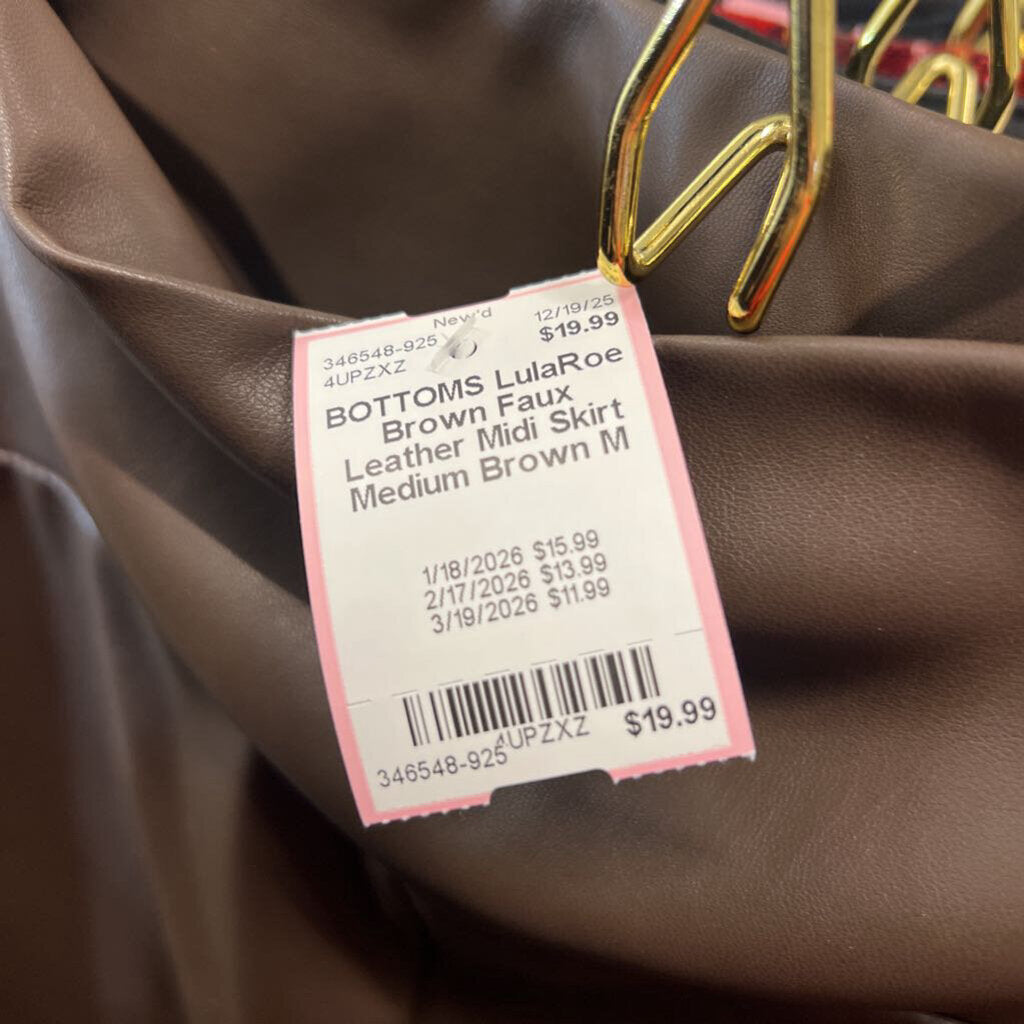 New'd 12/19/25
346548-925 $19.99
4UPZXZ
BOTTOMS LulaRoe
Brown Faux
Leather Midi Skirt
Medium Brown M
1/18/2026 $15.99
2/17/2026 $13.99
3/19/2026 $11.99
4UPZXZ $19.99
346548-925